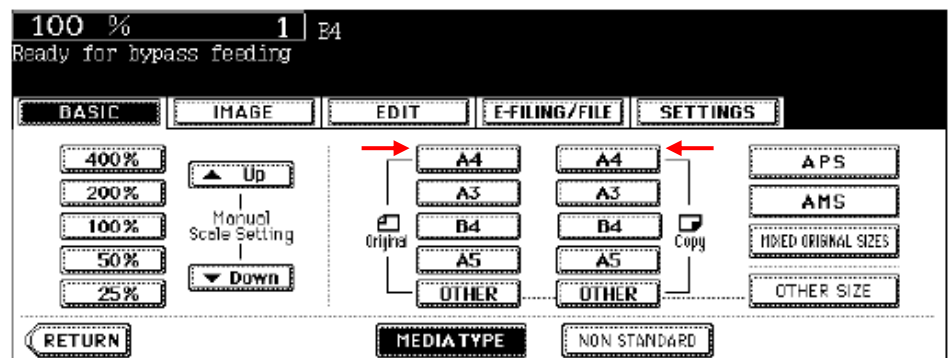 100 % 1 B4
Ready for bypass feeding
BASIC IMAGE EDIT E-FILING/FILE SETTINGS
400%
200%
100%
50%
25%
Up
Manual
Scale Setting
Down
Original
A4
A3
B4
A5
OTHER
A4
A3
B4
A5
OTHER
Copy
APS
AMS
MIXED ORIGINAL SIZES
OTHER SIZE
RETURN MEDIA TYPE NON STANDARD